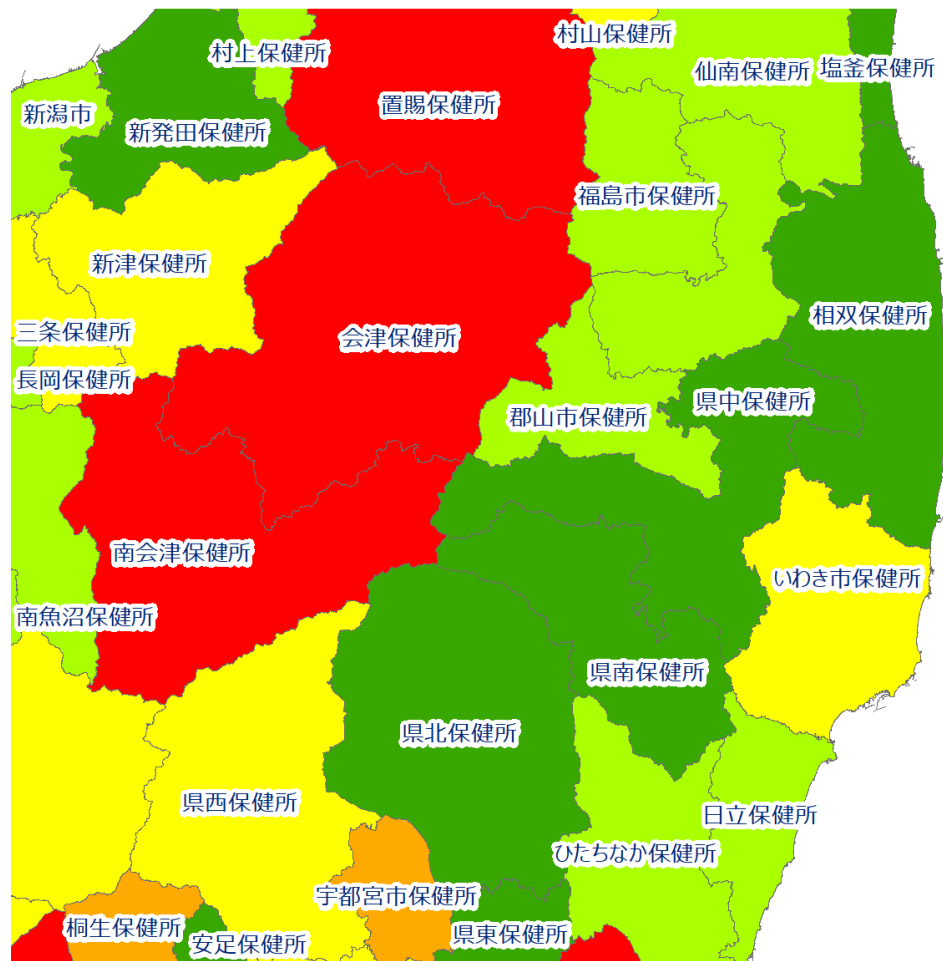 村山保健所
村上保健所
仙南保健所
塩釜保健所
置賜保健所
新潟市
新発田保健所
福島市保健所
新津保健所
相双保健所
三条保健所
会津保健所
長岡保健所
県中保健所
郡山市保健所
南会津保健所
いわき市保健所
南魚沼保健所
県南保健所
県北保健所
県西保健所
日立保健所
ひたちなか保健所
宇都宮市保健所
桐生保健所
県東保健所
安足保健所